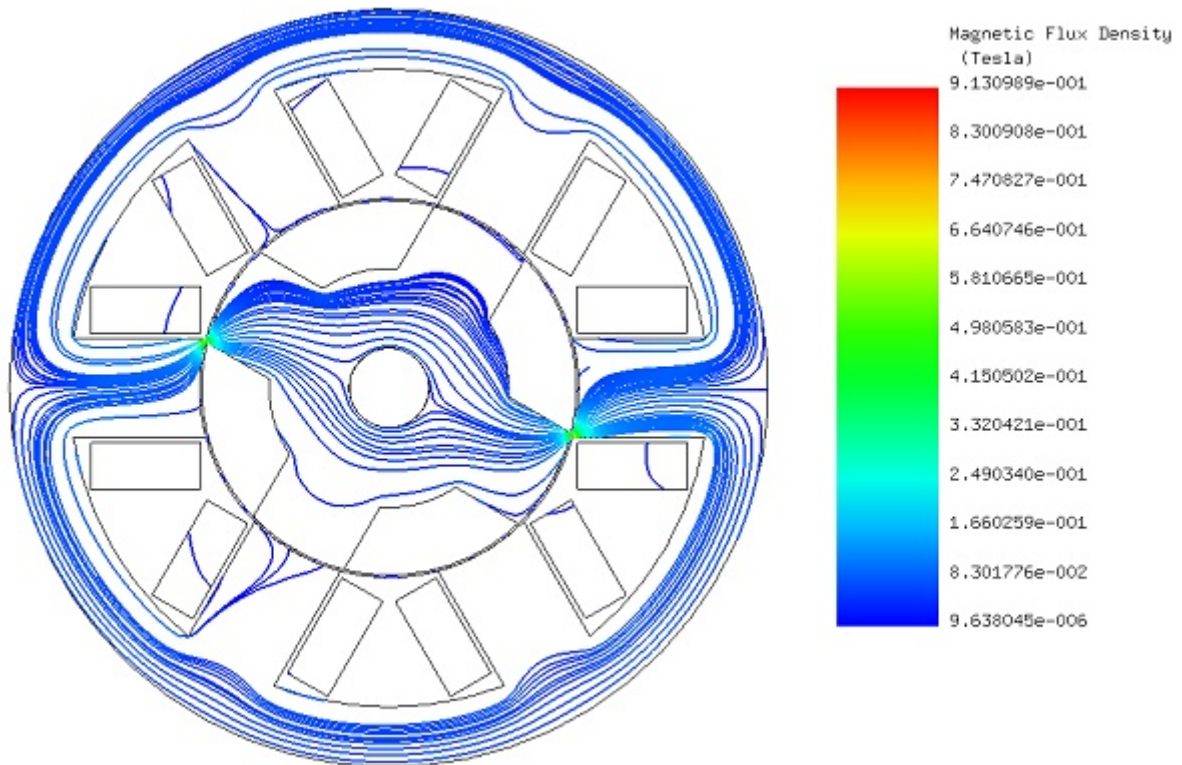 Magnetic Flux Density
(Tesla)
9.130989e-001
8.300908e-001
7.470827e-001
6.640746e-001
5.810665e-001
4.980583e-001
4.150502e-001
3.320421e-001
2.490340e-001
1.660259e-001
8.301776e-002
9.638045e-006